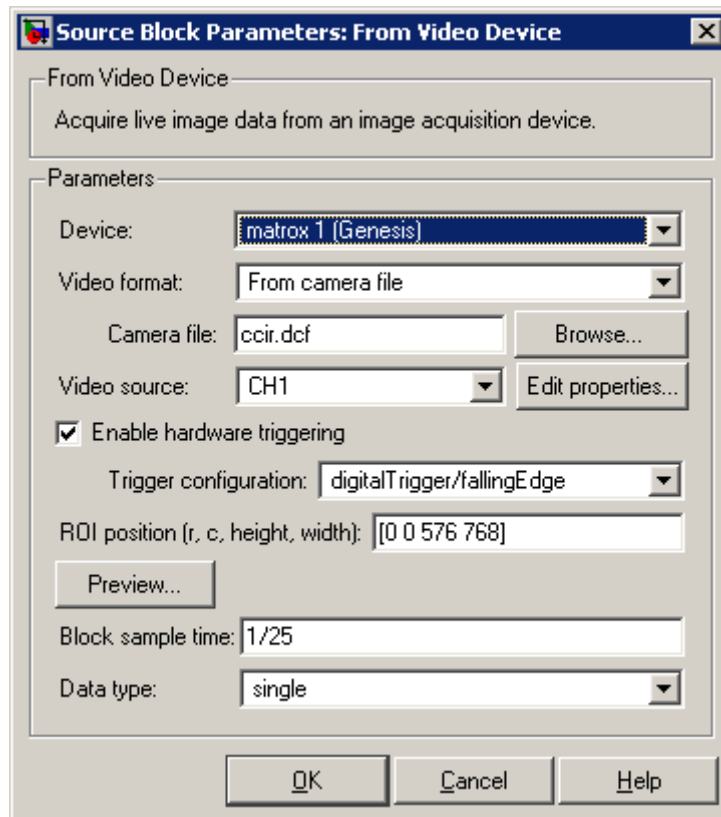 Source Block Parameters: From Video Device
From Video Device
Acquire live image data from an image acquisition device.
Parameters
Device: matrox 1 (Genesis)
Video format: From camera file
Camera file: ccir.dcf Browse...
Video source: CH1 Edit properties...
Enable hardware triggering
Trigger configuration: digitalTrigger/fallingEdge
ROI position (r, c, height, width): [0 0 576 768]
Preview...
Block sample time: 1/25
Data type: single
OK Cancel Help